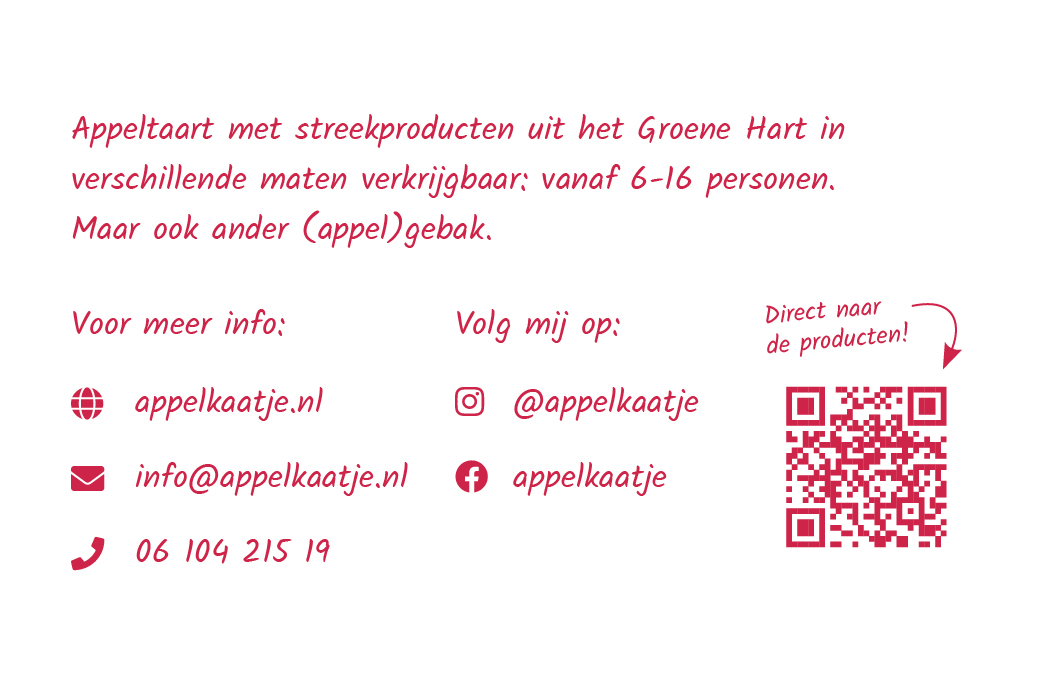 Appeltaart met streekproducten uit het Groene Hart in
verschillende maten verkrijgbaar: vanaf 6-16 personen.
Maar ook ander (appel)gebak.
Voor meer info:
appelkaatje.nl
info@appelkaatje.nl
06 104 215 19
Volg mij op:
@appelkaatje
appelkaatje
Direct naar
de producten!